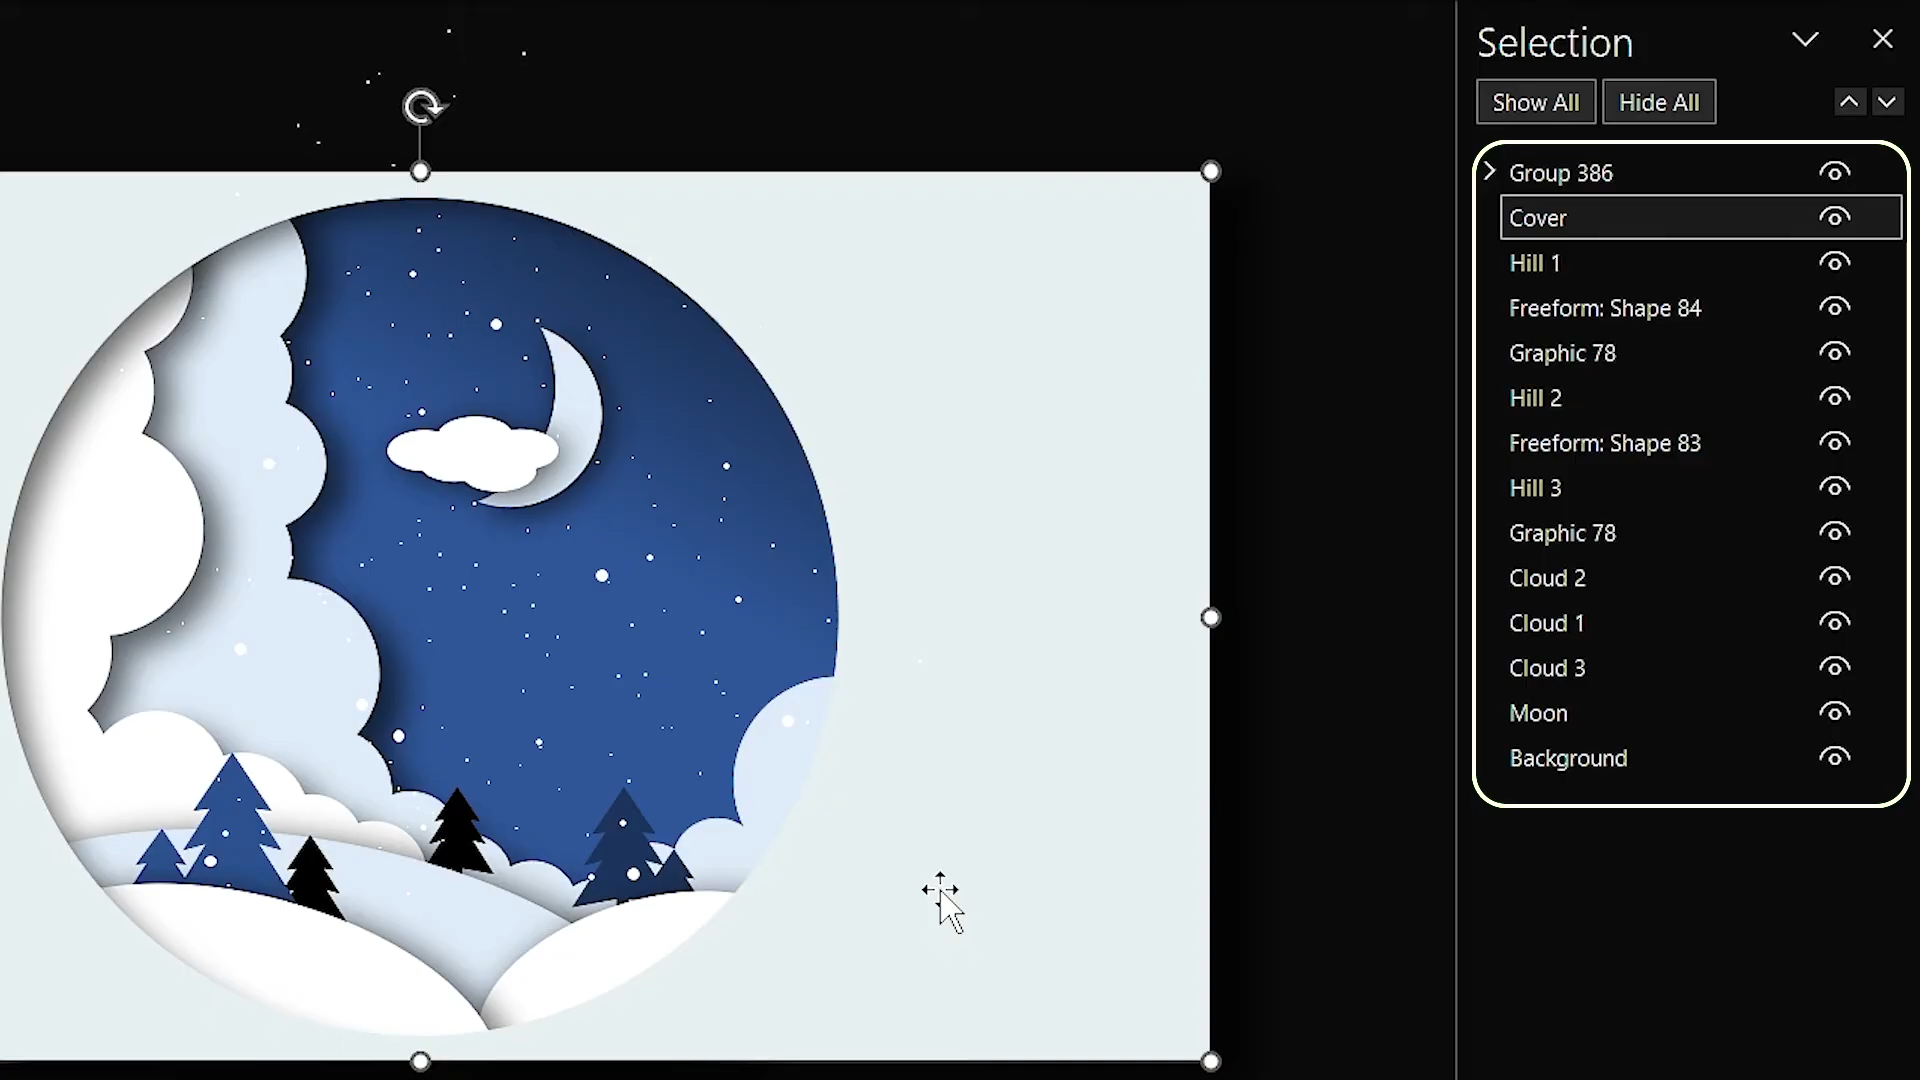 Selection
Show All Hide All
Group 386
Cover
Hill 1
Freeform: Shape 84
Graphic 78
Hill 2
Freeform: Shape 83
Hill 3
Graphic 78
Cloud 2
Cloud 1
Cloud 3
Moon
Background